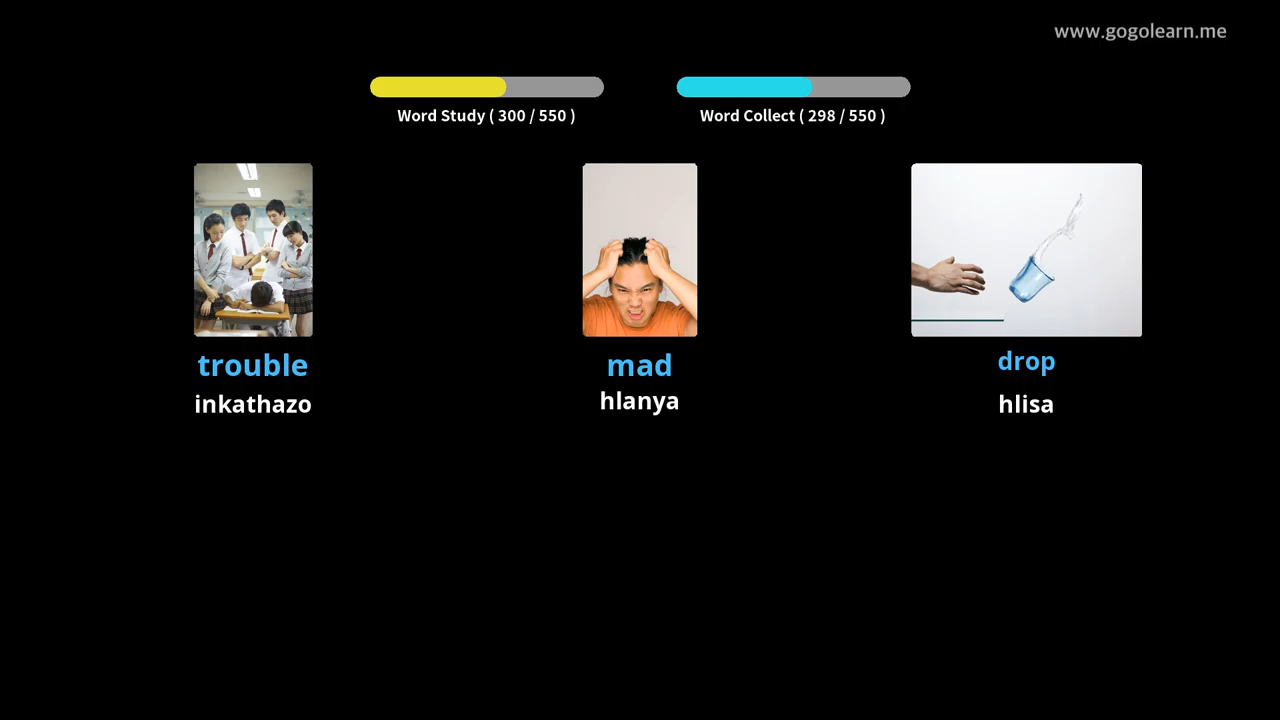 www.gogolearn.me
Word Study ( 300 / 550 )
Word Collect ( 298 / 550 )
trouble
inkathazo
mad
hlanya
drop
hlisa